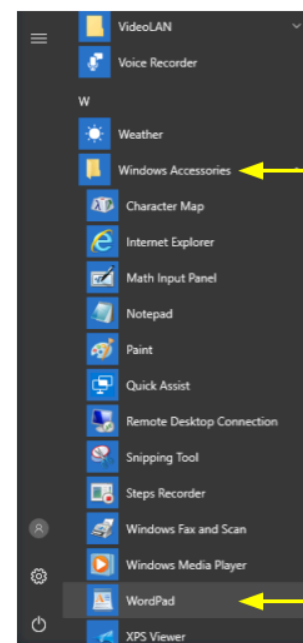 VideoLAN
Voice Recorder
W
Weather
Windows Accessories
Character Map
Internet Explorer
Math Input Panel
Notepad
Paint
Quick Assist
Remote Desktop Connection
Snipping Tool
Steps Recorder
Windows Fax and Scan
Windows Media Player
WordPad
XPS Viewer